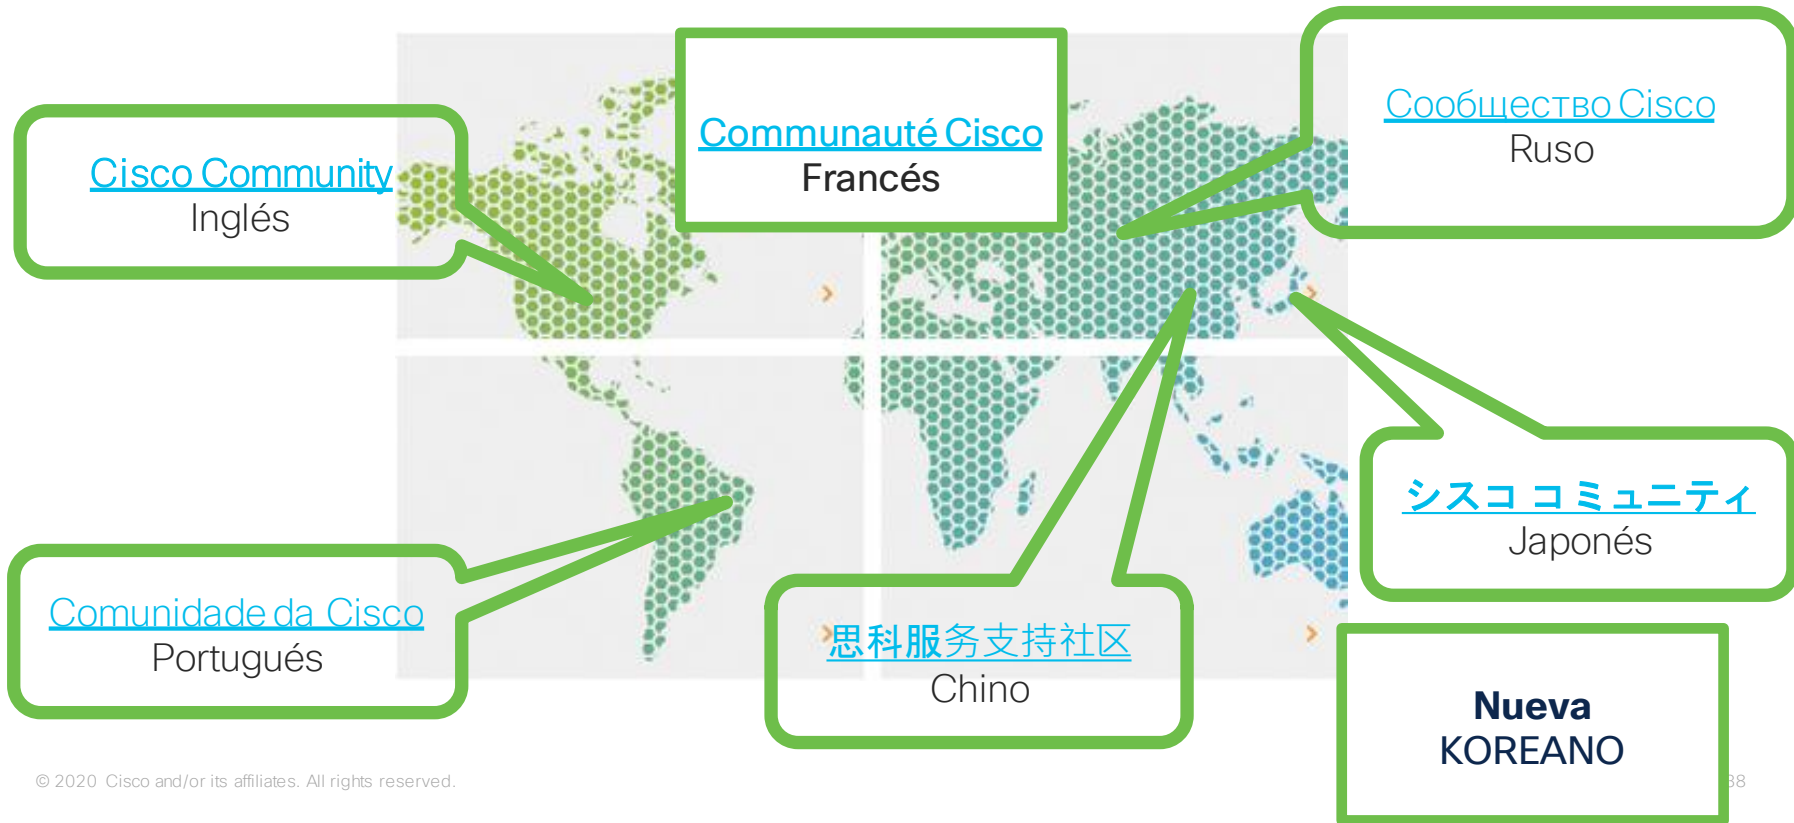 Communauté Cisco
Francés
Сообщество Cisco
Ruso
Cisco Community
Inglés
シスコ コミュニティ
Japonés
Comunidade da Cisco
Portugués
思科服务支持社区
Chino
Nueva
KOREANO
© 2020 Cisco and/or its affiliates. All rights reserved.